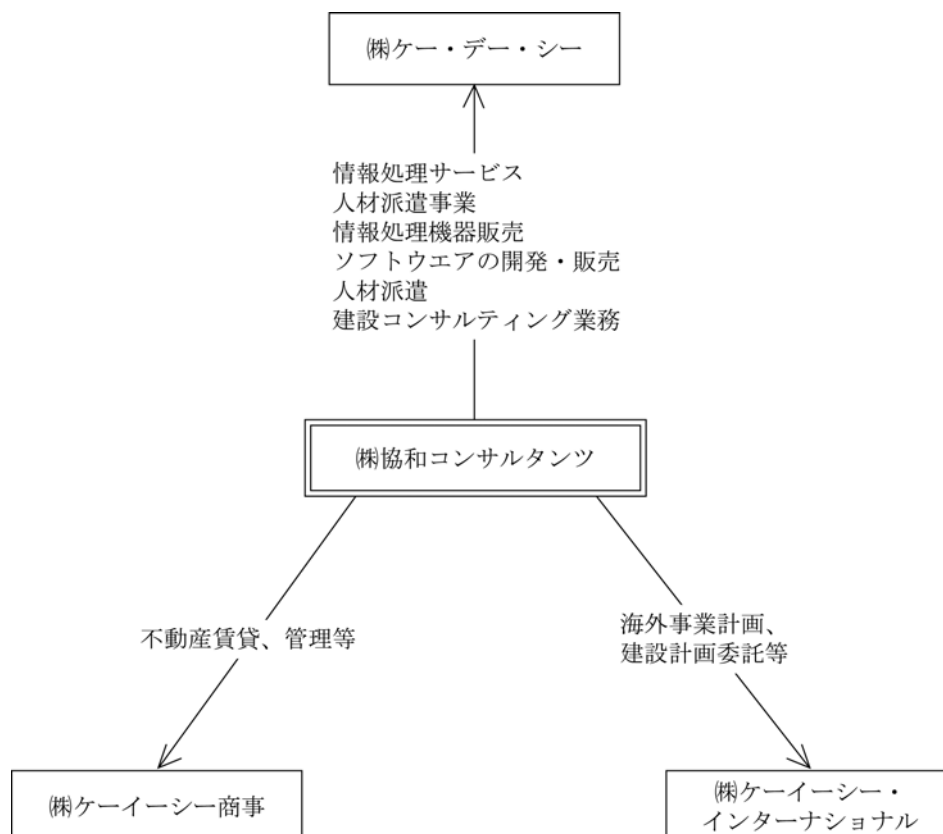 ㈱ケー・デー・シー
情報処理サービス
人材派遣事業
情報処理機器販売
ソフトウエアの開発・販売
人材派遣
建設コンサルティング業務
㈱協和コンサルタンツ
不動産賃貸、管理等
海外事業計画、
建設計画委託等
㈱ケーイーシー商事
㈱ケーイーシー・
インターナショナル